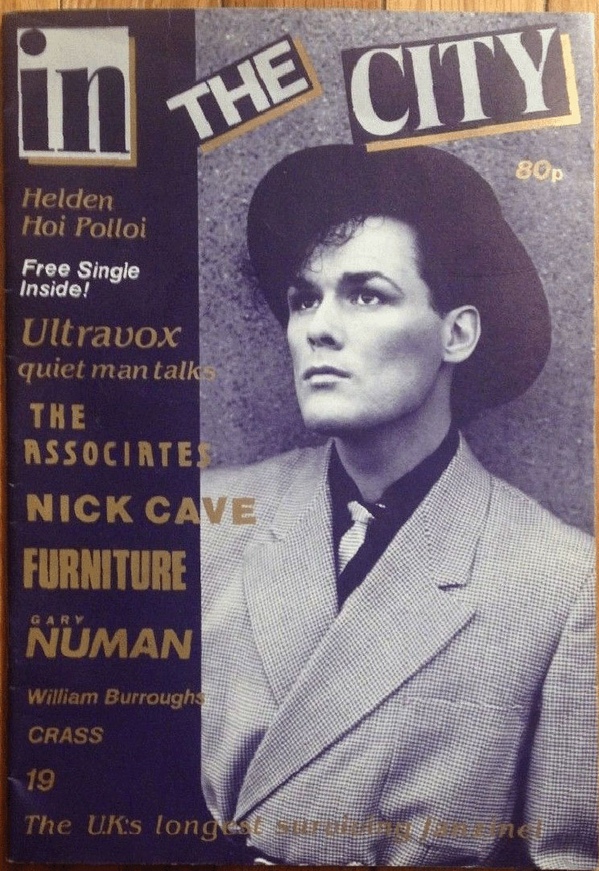 in THE CITY
80p
Helden
Hoi Polloi
Free Single
Inside!
Ultravox
quiet man talks
THE
ASSOCIATES
NICK CAVE
FURNITURE
GARY
NUMAN
William Burroughs
CRASS
19
The U.K:s longest surviving fanzine!